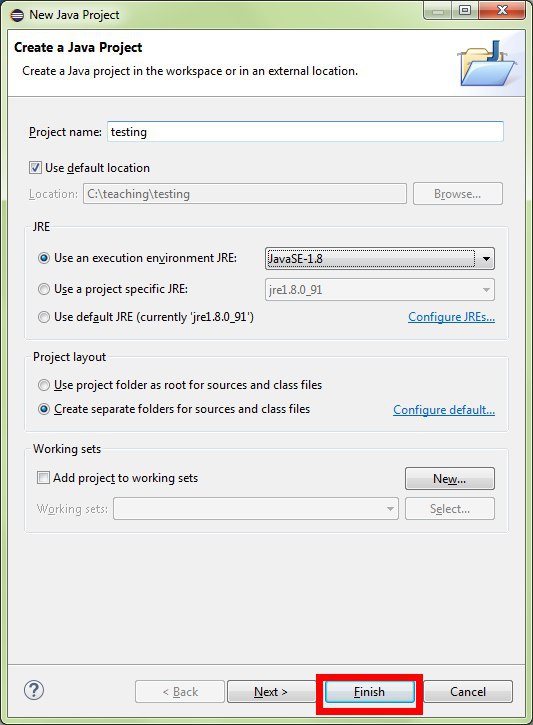 New Java Project
Create a Java Project
Create a Java project in the workspace or in an external location.
Project name: testing
Use default location
Location: C:\teaching\testing Browse...
JRE
Use an execution environment JRE: JavaSE-1.8
Use a project specific JRE: jre1.8.0_91
Use default JRE (currently 'jre1.8.0_91') Configure JREs...
Project layout
Use project folder as root for sources and class files
Create separate folders for sources and class files Configure default...
Working sets
Add project to working sets New...
Working sets: Select...
? < Back Next > Finish Cancel